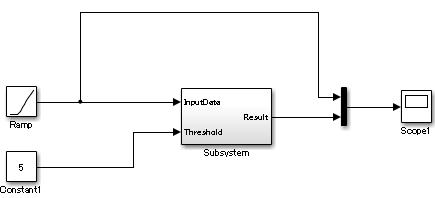 InputData
Result
Threshold
Ramp
Subsystem
Scope1
5
Constant1